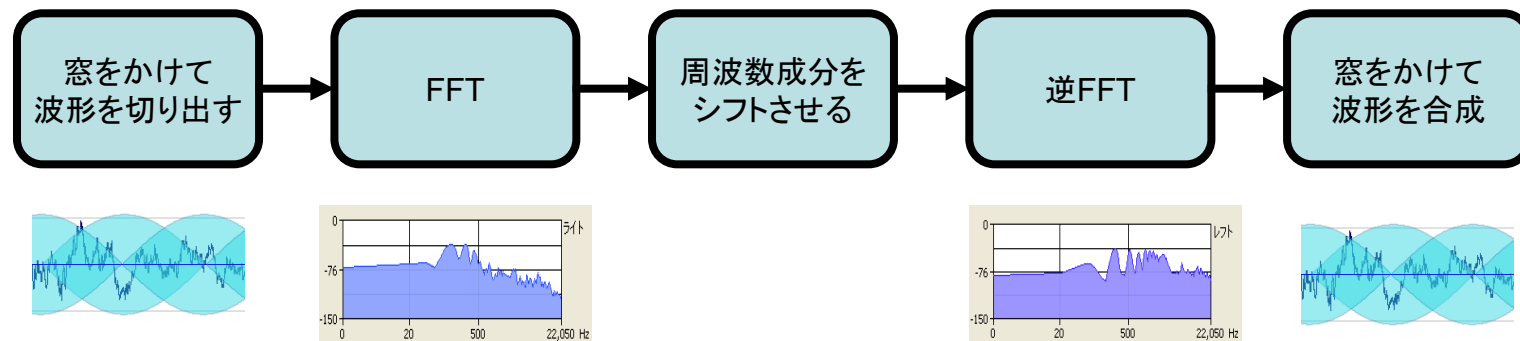 窓をかけて
波形を切り出す
FFT
周波数成分を
シフトさせる
逆FFT
窓をかけて
波形を合成
0
-76
-150
0
20
500
22,050 Hz
ライト
0
-76
-150
0
20
500
22,050 Hz
レフト